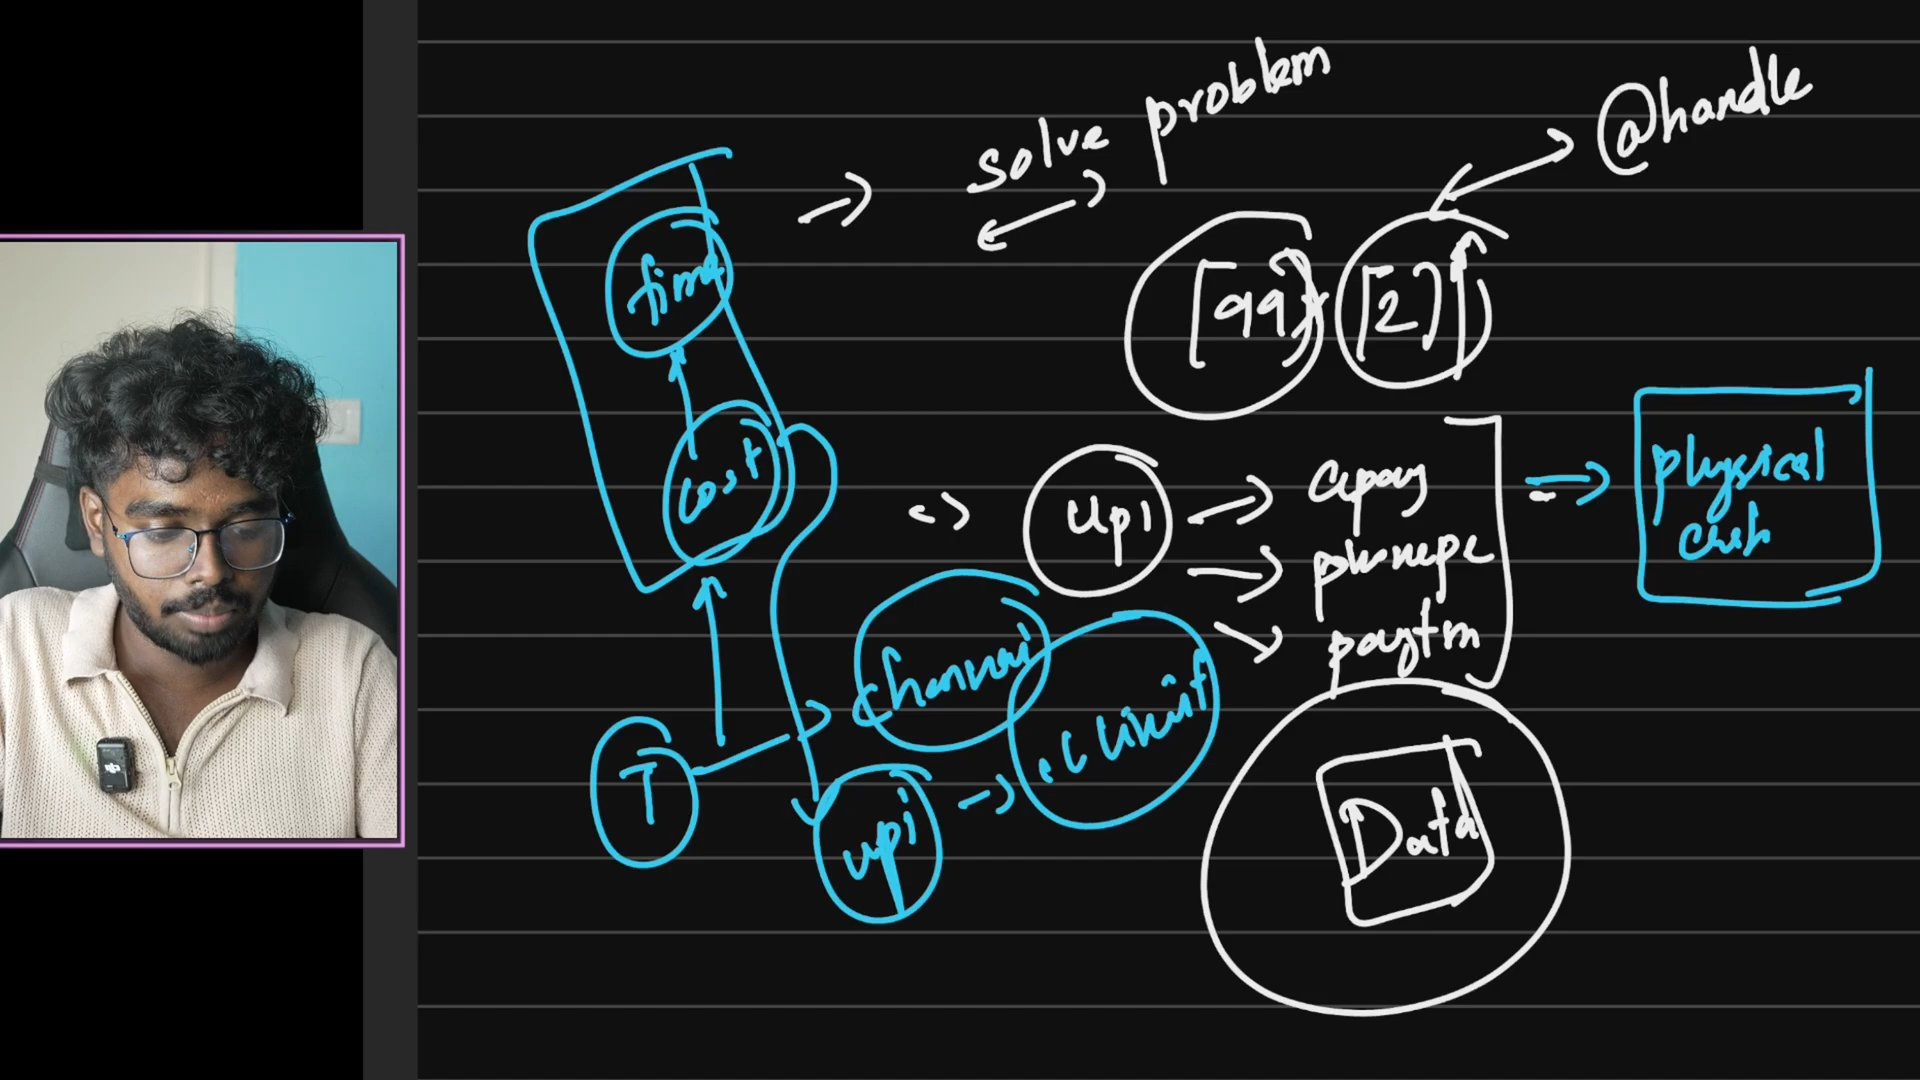 solve problem
@handle
time
[99] [2]
cost
upi
gpay
phonepe
paytm
physical
cash
chennai
T
upi
Data